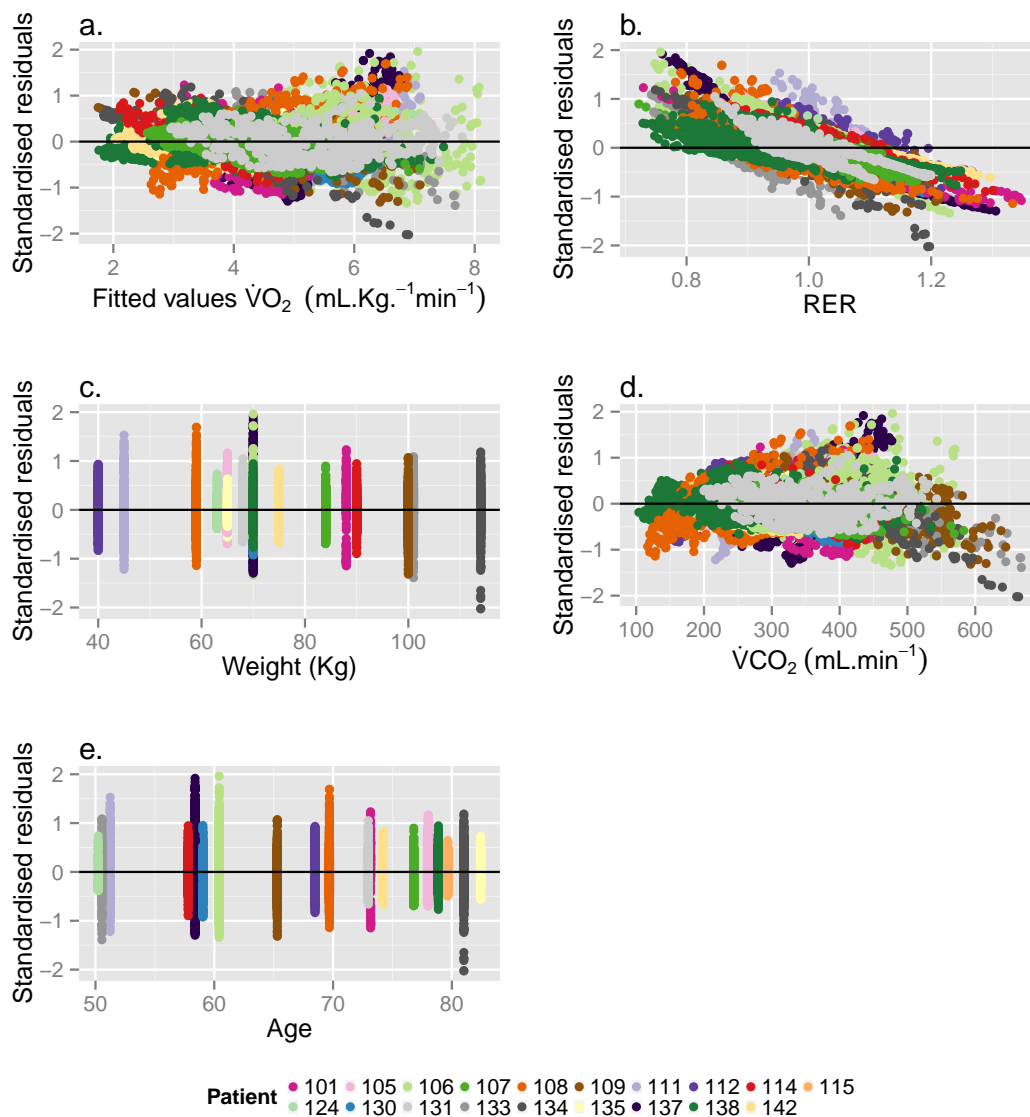 a.
Standardised residuals
2
1
0
−1
−2
2
4
6
8
Fitted values V̇O₂ (mL.Kg.⁻¹min⁻¹)
b.
Standardised residuals
2
1
0
−1
−2
0.8
1.0
1.2
RER
c.
Standardised residuals
2
1
0
−1
−2
40
60
80
100
Weight (Kg)
d.
Standardised residuals
2
1
0
−1
−2
100
200
300
400
500
600
V̇CO₂ (mL.min⁻¹)
e.
Standardised residuals
2
1
0
−1
−2
50
60
70
80
Age
Patient
101 105 106 107 108 109 111 112 114 115
124 130 131 133 134 135 137 138 142